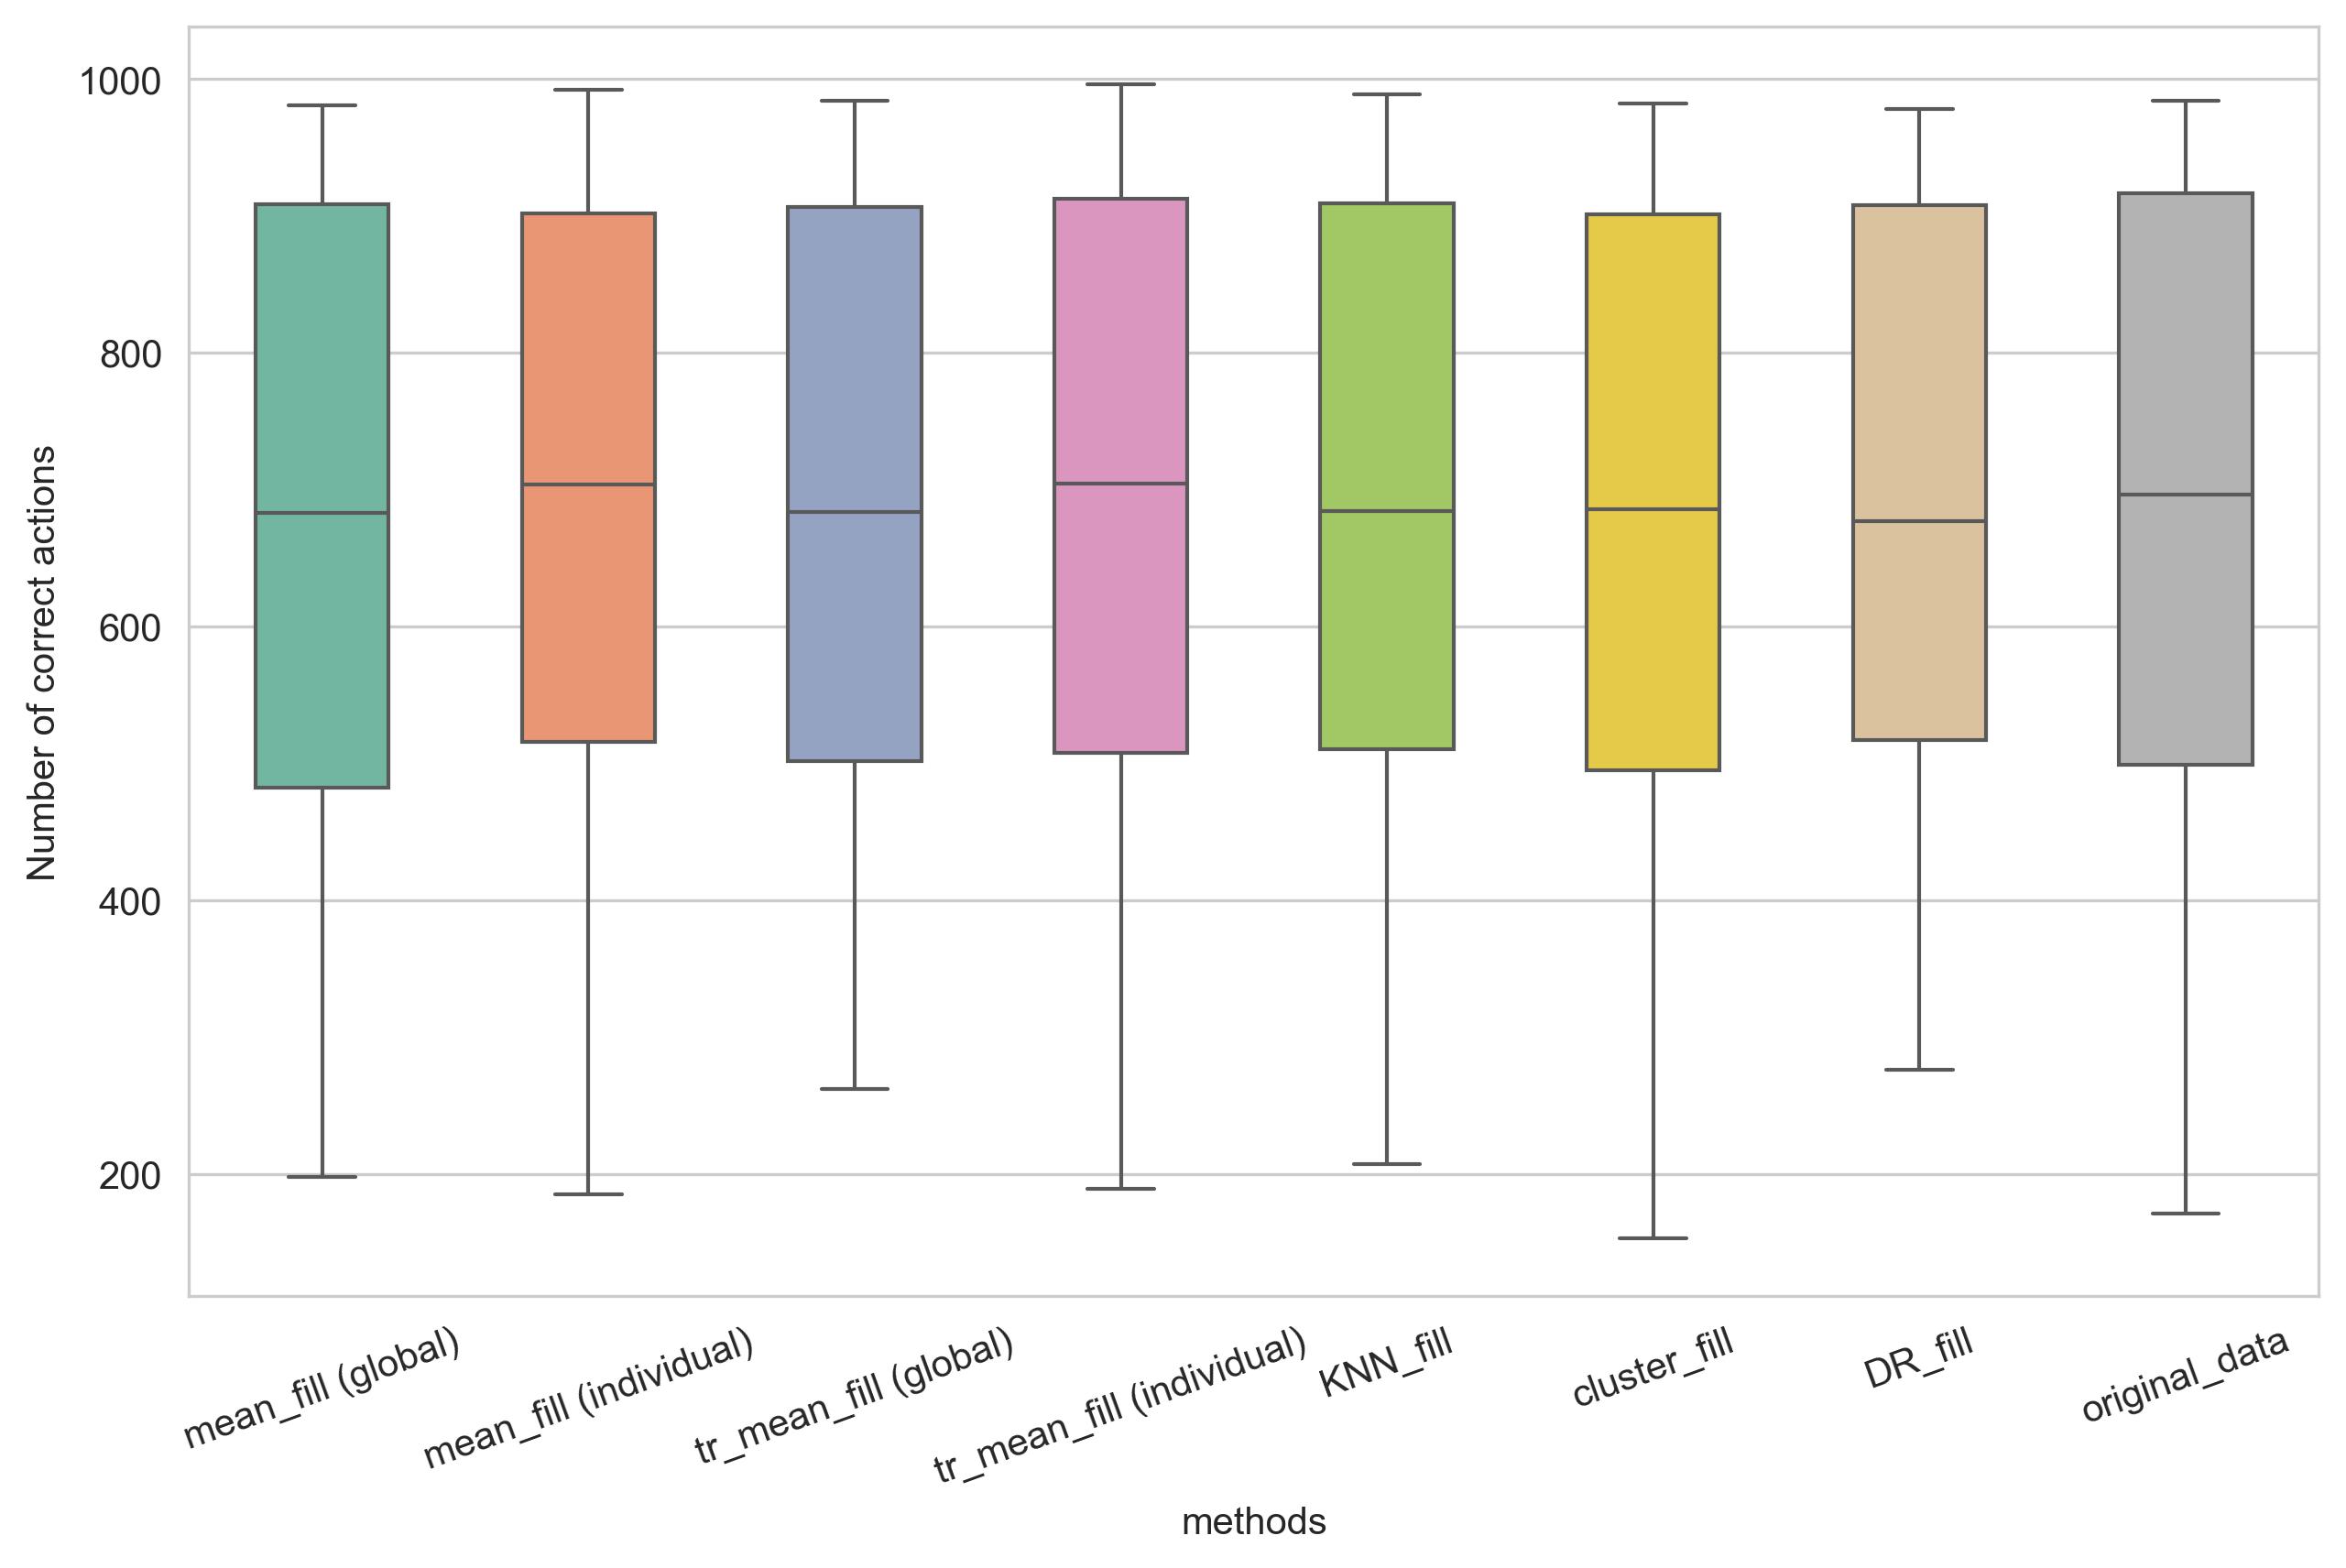 Number of correct actions
1000
800
600
400
200
mean_fill (global)
mean_fill (individual)
tr_mean_fill (global)
tr_mean_fill (individual)
KNN_fill
cluster_fill
DR_fill
original_data
methods